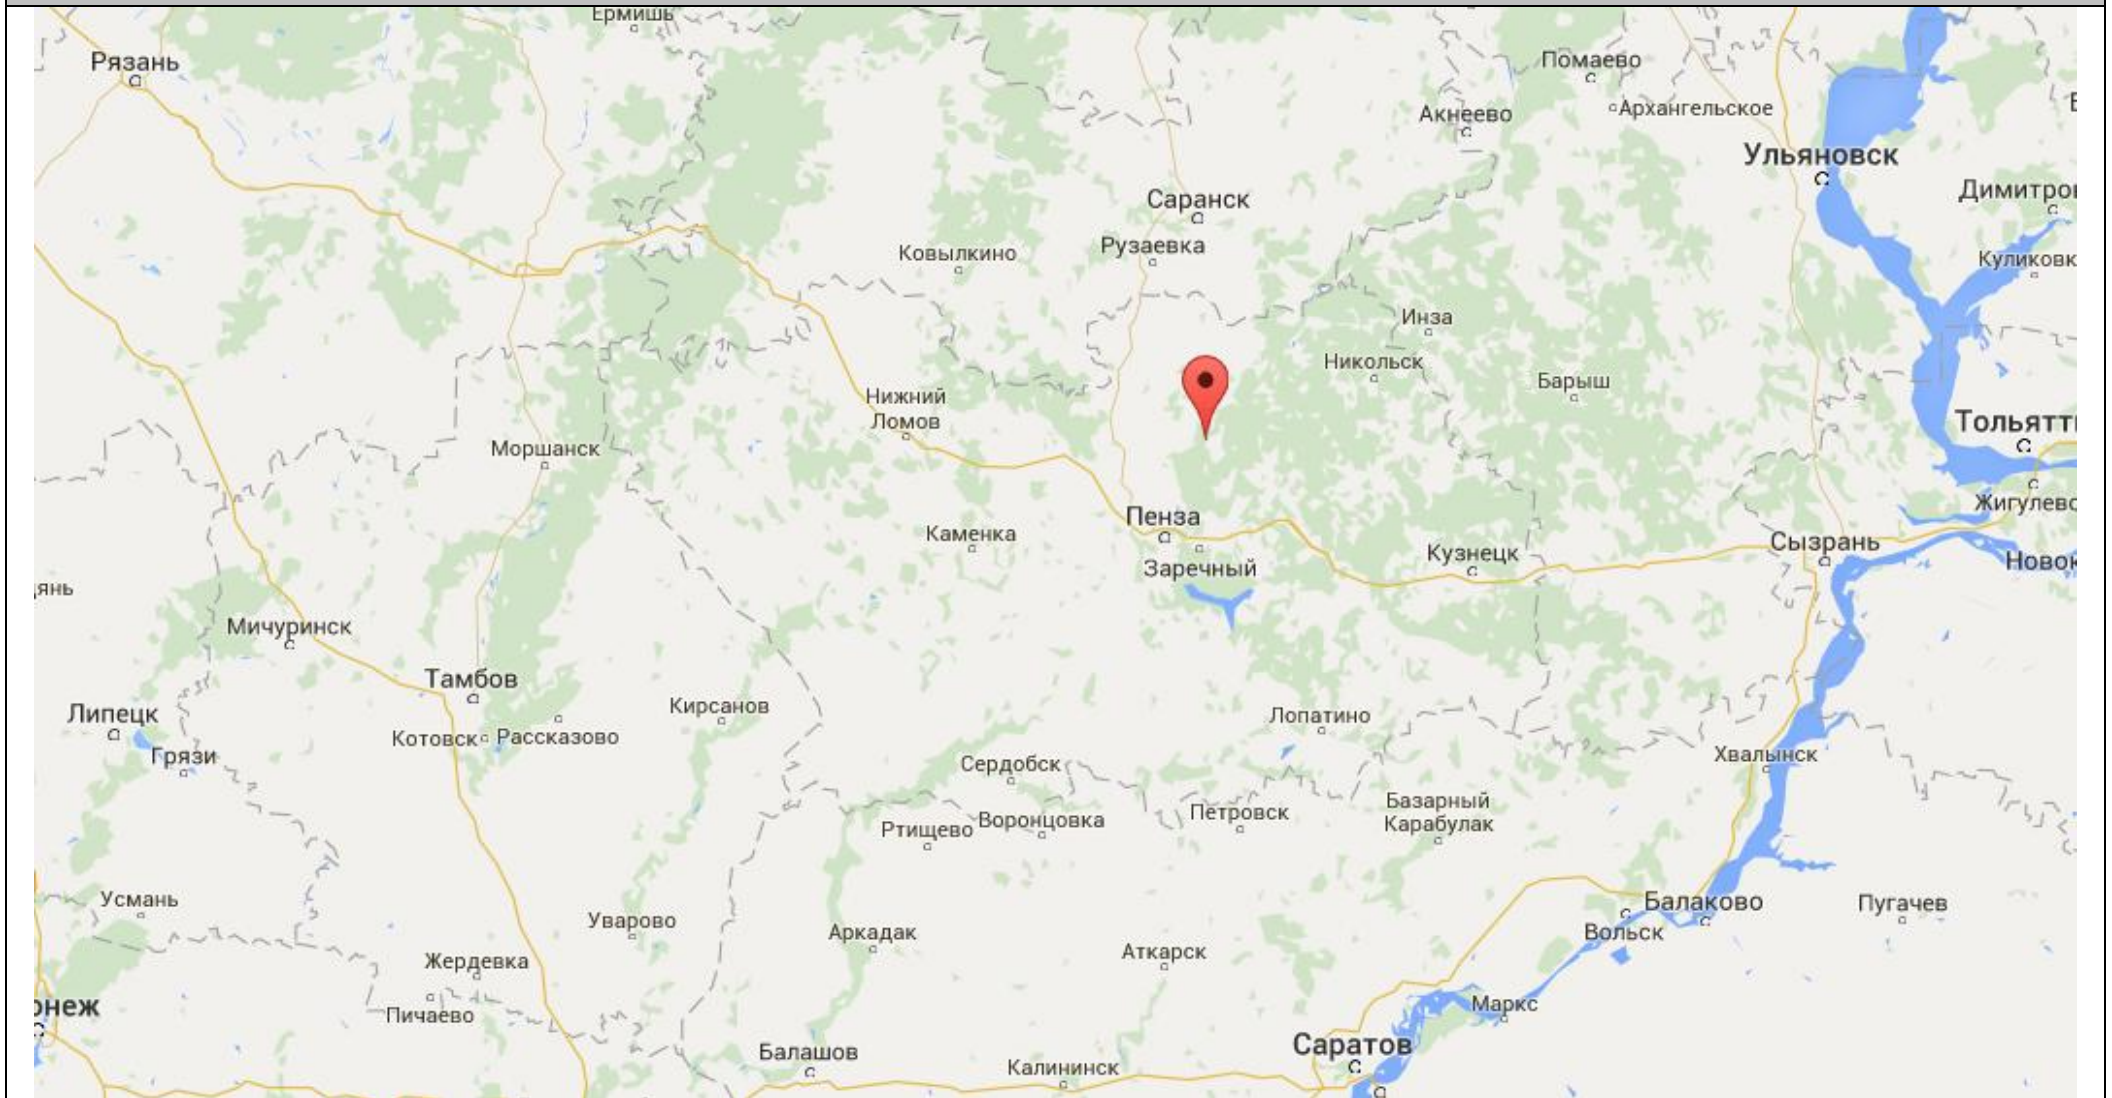 Ермишь
Рязань
Помаево
Архангельское
Акнеево
Ульяновск
Саранск
Димитров
Рузаевка
Ковылкино
Куликовк
Инза
Никольск
Барыш
Нижний
Ломов
Тольятт
Моршанск
Жигулевс
Пенза
Каменка
Сызрань
Кузнецк
Заречный
Новок
янь
Мичуринск
Тамбов
Кирсанов
Липецк
Лопатино
Котовск
Рассказово
Грязи
Хвалынск
Сердобск
Базарный
Карабулак
Петровск
Воронцовка
Ртищево
Усмань
Балаково
Пугачев
Уварово
Аркадак
Вольск
Аткарск
Жердевка
Маркс
онеж
Пичаево
Саратов
Балашов
Калининск